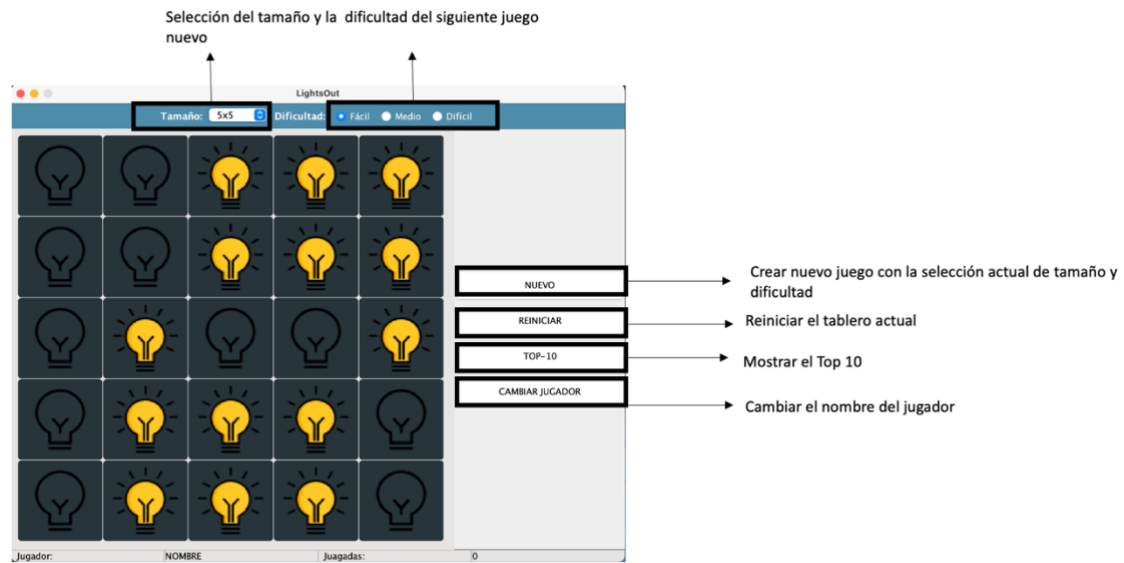 Selección del tamaño y la  dificultad del siguiente juego
nuevo
LightsOut
Tamaño: 5x5 Dificultad: Fácil Medio Difícil
NUEVO
Crear nuevo juego con la selección actual de tamaño y
dificultad
REINICIAR
Reiniciar el tablero actual
TOP-10
Mostrar el Top 10
CAMBIAR JUGADOR
Cambiar el nombre del jugador
Jugador: NOMBRE Juagadas: 0